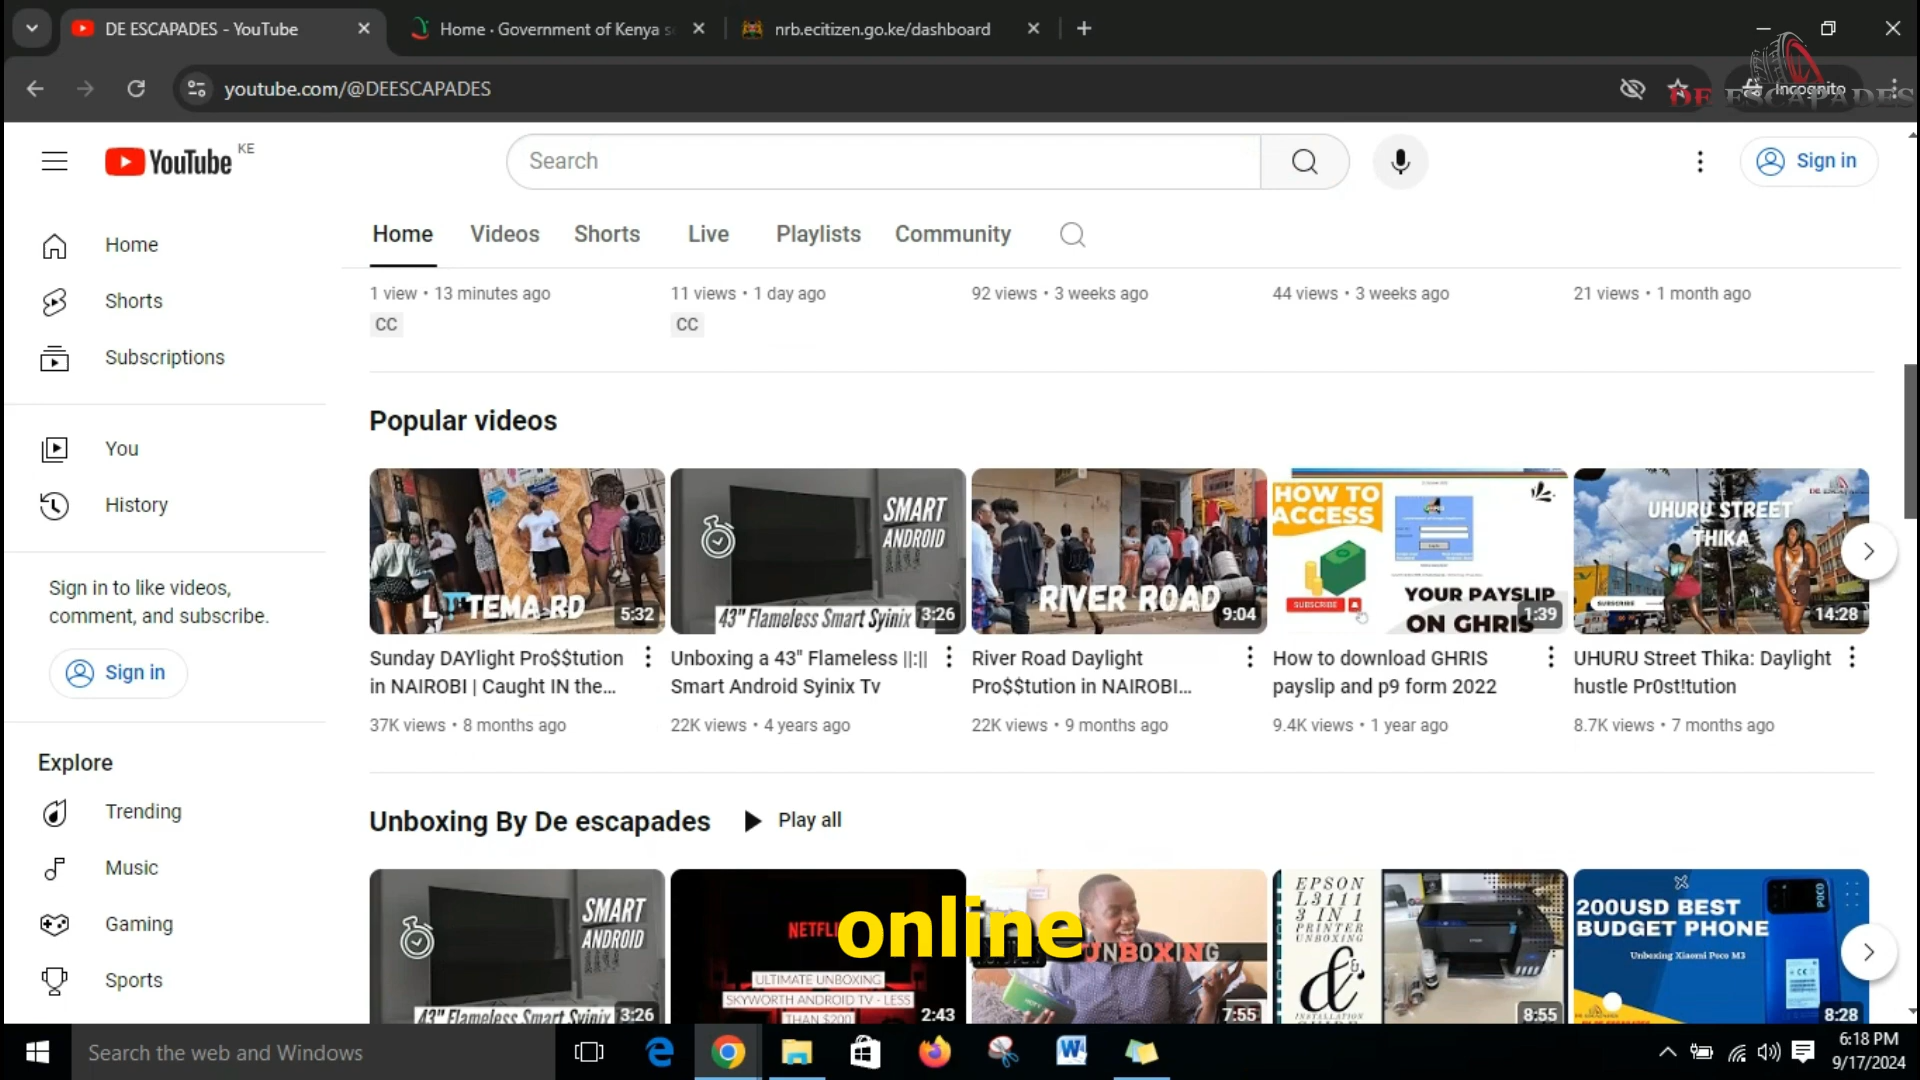 DE ESCAPADES - YouTube
Home · Government of Kenya se
nrb.ecitizen.go.ke/dashboard
youtube.com/@DEESCAPADES
Incognito
DE ESCAPADES
YouTube KE
Search
Sign in
Home
Videos
Shorts
Live
Playlists
Community
Home
Shorts
Subscriptions
You
History
Sign in to like videos,
comment, and subscribe.
Sign in
Explore
Trending
Music
Gaming
Sports
1 view • 13 minutes ago
CC
11 views • 1 day ago
CC
92 views • 3 weeks ago
44 views • 3 weeks ago
21 views • 1 month ago
Popular videos
5:32
SMART
ANDROID
43" Flameless Smart Syinix
3:26
RIVER ROAD
9:04
HOW TO
ACCESS
SUBSCRIBE
YOUR PAYSLIP
ON GHRIS
1:39
UHURU STREET
THIKA
SUBSCRIBE
14:28
Sunday DAYlight Pro$$tution
in NAIROBI | Caught IN the...
37K views • 8 months ago
Unboxing a 43" Flameless ||:||
Smart Android Syinix Tv
22K views • 4 years ago
River Road Daylight
Pro$$tution in NAIROBI...
22K views • 9 months ago
How to download GHRIS
payslip and p9 form 2022
9.4K views • 1 year ago
UHURU Street Thika: Daylight
hustle Pr0st!tution
8.7K views • 7 months ago
Unboxing By De escapades
Play all
SMART
ANDROID
43" Flameless Smart Syinix
3:26
ULTIMATE UNBOXING
SKYWORTH ANDROID TV - LESS
THAN $200
2:43
UNBOXING
7:55
EPSON
L3111
3 IN 1
PRINTER
UNBOXING
&
INSTALLATION
8:55
200USD BEST
BUDGET PHONE
Unboxing Xiaomi Poco M3
POCO
8:28
online
Search the web and Windows
6:18 PM
9/17/2024